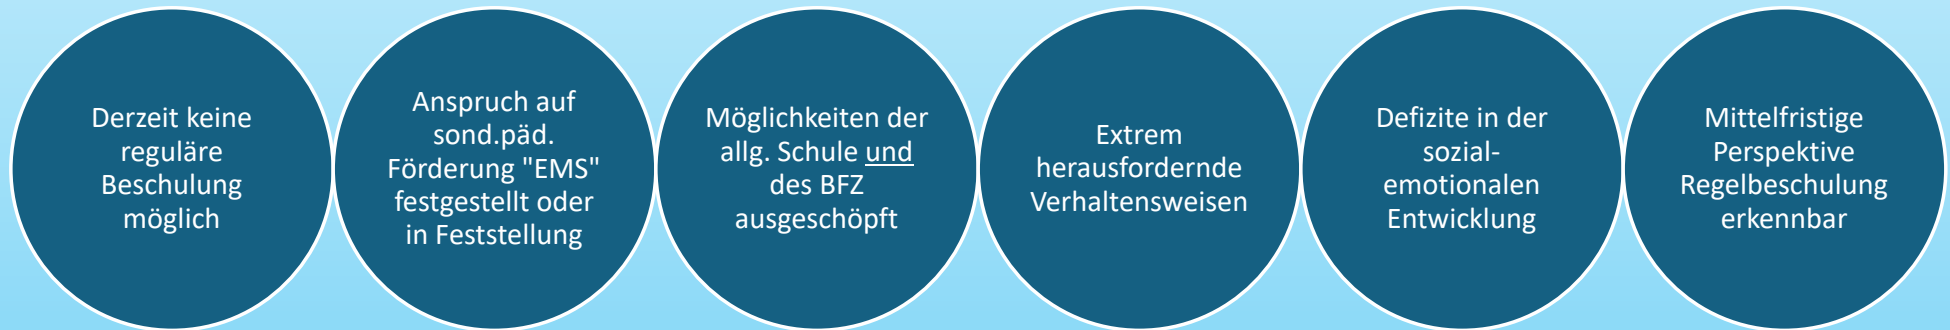 Derzeit keine
reguläre
Beschulung
möglich
Anspruch auf
sond.päd.
Förderung "EMS"
festgestellt oder
in Feststellung
Möglichkeiten der
allg. Schule und
des BFZ
ausgeschöpft
Extrem
herausfordernde
Verhaltensweisen
Defizite in der
sozial-
emotionalen
Entwicklung
Mittelfristige
Perspektive
Regelbeschulung
erkennbar